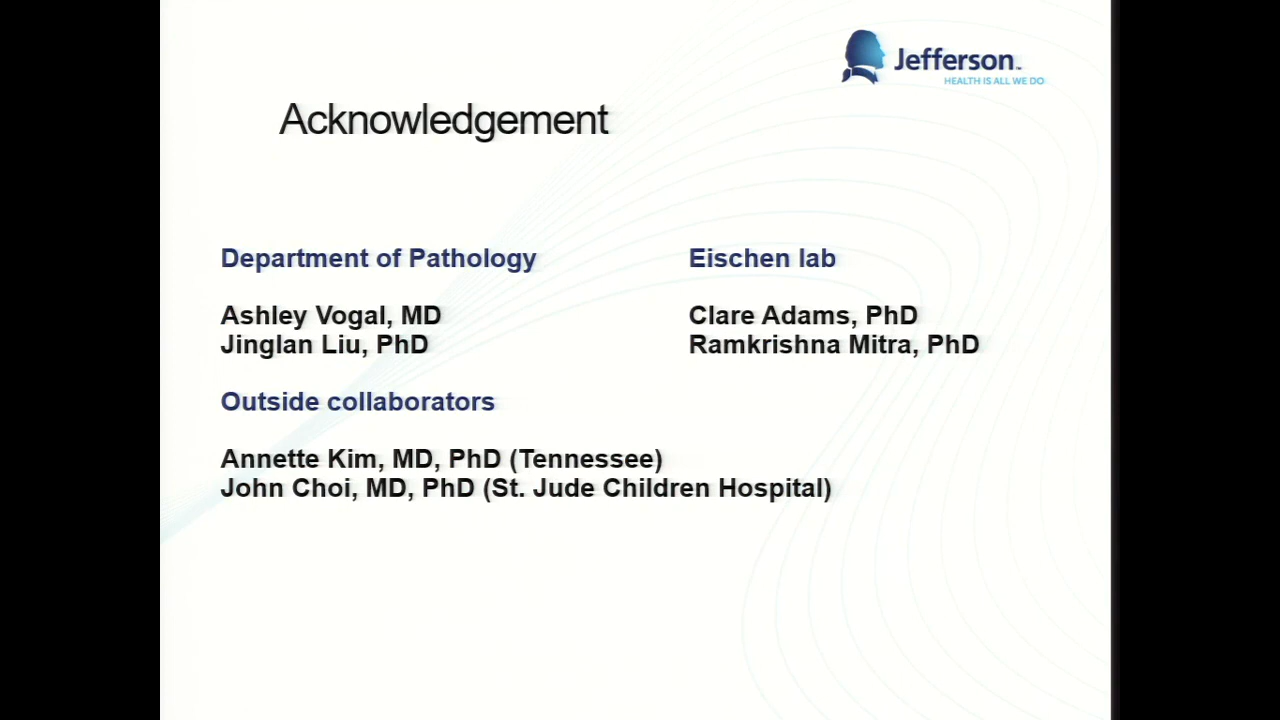 Jefferson™
HEALTH IS ALL WE DO
Acknowledgement
Department of Pathology
Ashley Vogal, MD
Jinglan Liu, PhD
Eischen lab
Clare Adams, PhD
Ramkrishna Mitra, PhD
Outside collaborators
Annette Kim, MD, PhD (Tennessee)
John Choi, MD, PhD (St. Jude Children Hospital)